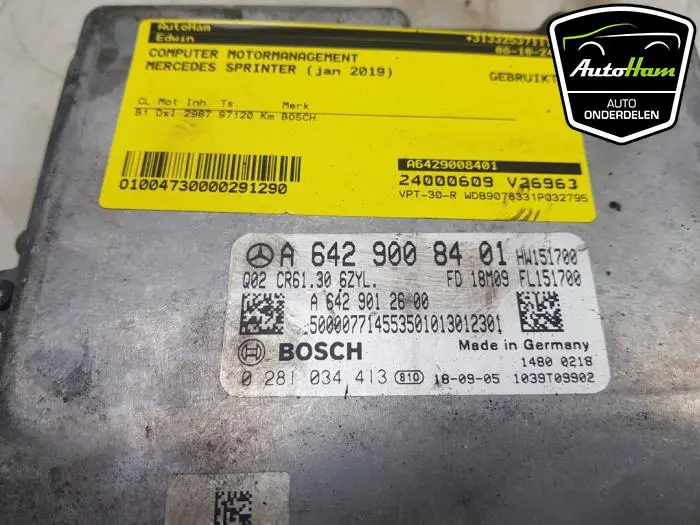 AutoHam
Edwin
COMPUTER MOTORMANAGEMENT
MERCEDES SPRINTER (jan 2019)
GEBRUIKT
CL Mot Inh Ts. Merk
Dsl 2987 97120 Km BOSCH
01004730000291290
A6429008401
24000609 V26963
VPT-30-R WDB9076331P032795
AutoHam
AUTO
ONDERDELEN
A 642 900 84 01 HW151700
Q02 CR61.30 6ZYL. FD 18M09 FL151700
A 642 901 26 00
500007714553501013012301
BOSCH
Made in Germany
1480 0218
0 281 034 413 810 18-09-05 1039T09902